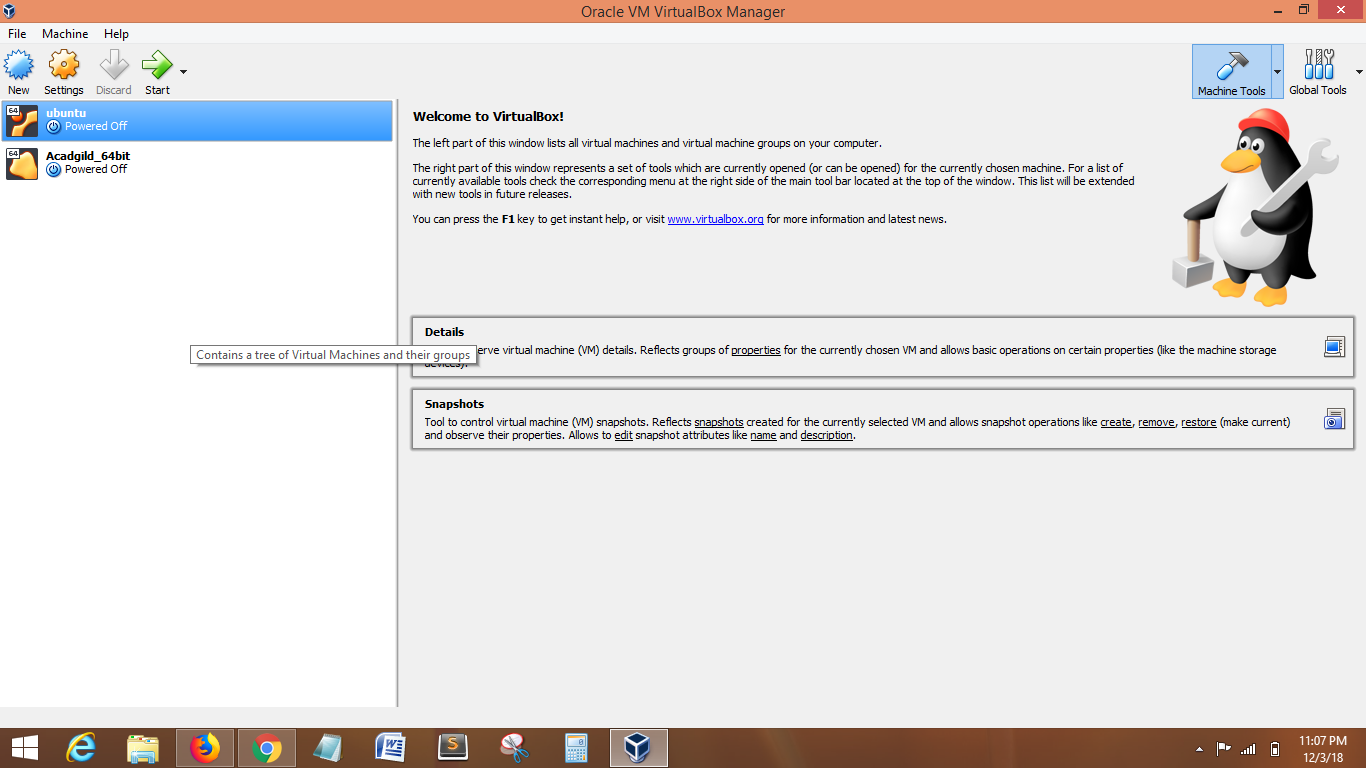 Oracle VM VirtualBox Manager
File Machine Help
New Settings Discard Start
Machine Tools Global Tools
64
ubuntu
Powered Off
64
Acadgild_64bit
Powered Off
Welcome to VirtualBox!
The left part of this window lists all virtual machines and virtual machine groups on your computer.
The right part of this window represents a set of tools which are currently opened (or can be opened) for the currently chosen machine. For a list of
currently available tools check the corresponding menu at the right side of the main tool bar located at the top of the window. This list will be extended
with new tools in future releases.
You can press the F1 key to get instant help, or visit www.virtualbox.org for more information and latest news.
Contains a tree of Virtual Machines and their groups
Details
serve virtual machine (VM) details. Reflects groups of properties for the currently chosen VM and allows basic operations on certain properties (like the machine storage
devices).
Snapshots
Tool to control virtual machine (VM) snapshots. Reflects snapshots created for the currently selected VM and allows snapshot operations like create, remove, restore (make current)
and observe their properties. Allows to edit snapshot attributes like name and description.
11:07 PM
12/3/18